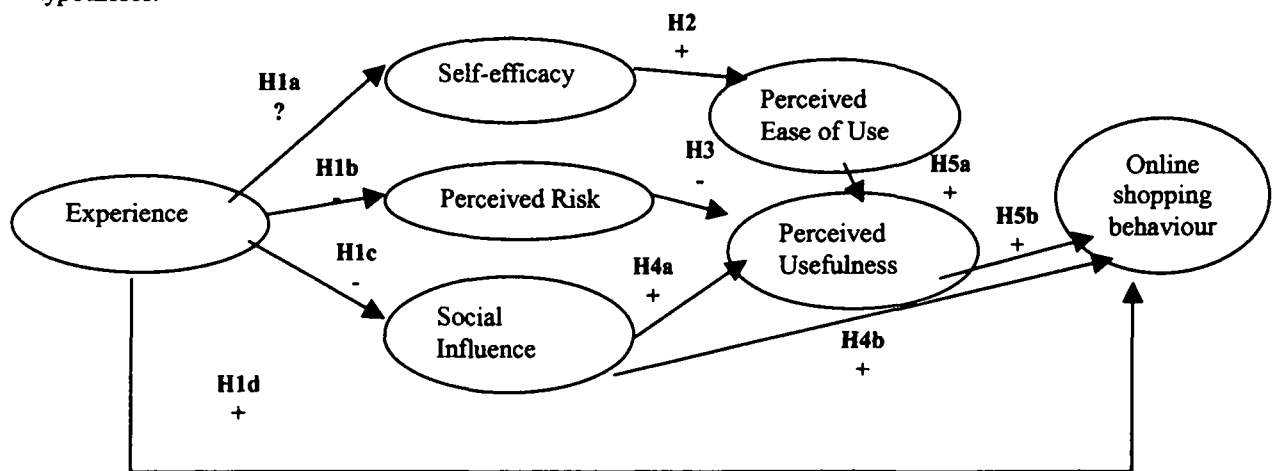 H2
+
Self-efficacy
H1a
?
Perceived
Ease of Use
H3
-
H5a
+
Online
shopping
behaviour
H1b
-
Experience
Perceived Risk
H5b
+
Perceived
Usefulness
H1c
-
H4a
+
Social
Influence
H4b
+
H1d
+